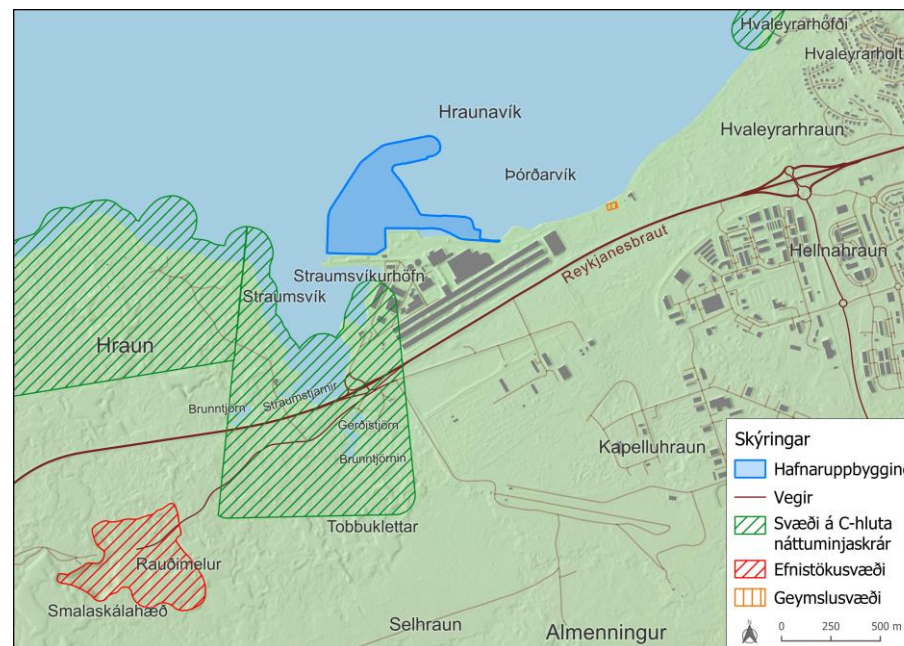 Hvaleyrarhöfði
Hvaleyrarholt
Hraunavík
Hvaleyrarhraun
Þórðarvík
Reykjanesbraut
Hellnahraun
Straumsvíkurhöfn
Straumsvík
Hraun
Brunntjörn
Straumstjarnir
Gerðistjörn
Brunntjörnin
Kapelluhraun
Tobbuklettar
Rauðimelur
Smalaskálahæð
Selhraun
Almenningur
Skýringar
Hafnaruppbygging
Vegir
Svæði á C-hluta
náttuminjaskrár
Efnistökusvæði
Geymslusvæði
N
0 250 500 m